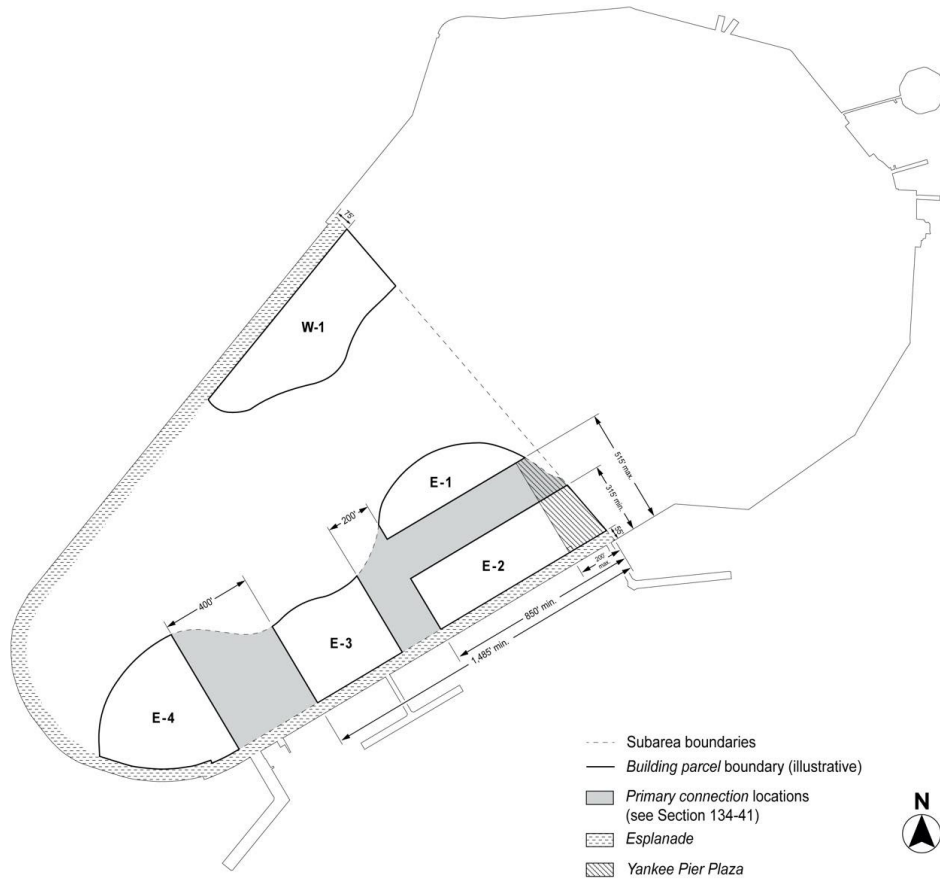 75'
W-1
E-1
515' max.
315' min.
200'
55'
E-2
200'
max.
850' min.
1,485' min.
400'
E-3
E-4
Subarea boundaries
Building parcel boundary (illustrative)
Primary connection locations
(see Section 134-41)
Esplanade
Yankee Pier Plaza
N